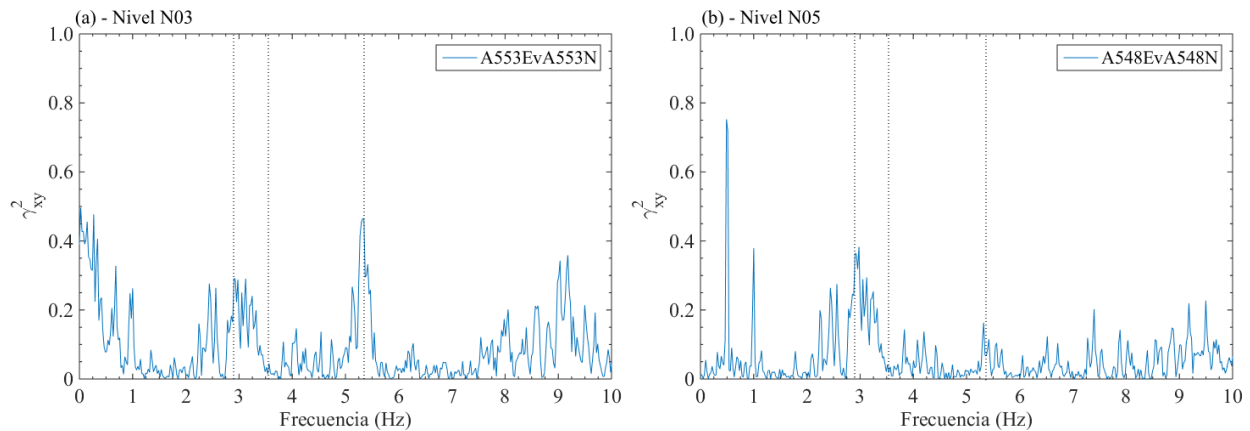 (a) - Nivel N03
A553EvA553N
1.0
0.8
0.6
0.4
0.2
0
γ²xy
0 1 2 3 4 5 6 7 8 9 10
Frecuencia (Hz)
(b) - Nivel N05
A548EvA548N
1.0
0.8
0.6
0.4
0.2
0
γ²xy
0 1 2 3 4 5 6 7 8 9 10
Frecuencia (Hz)